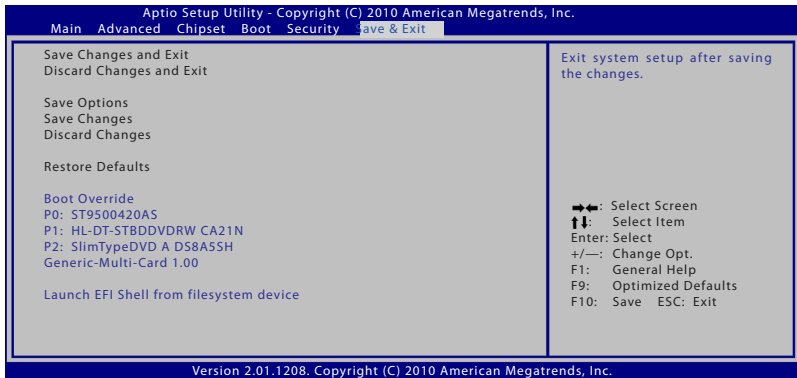 Aptio Setup Utility - Copyright (C) 2010 American Megatrends, Inc.
Main Advanced Chipset Boot Security Save & Exit
Save Changes and Exit
Discard Changes and Exit
Save Options
Save Changes
Discard Changes
Restore Defaults
Boot Override
P0: ST9500420AS
P1: HL-DT-STBDDVDRW CA21N
P2: SlimTypeDVD A DS8A5SH
Generic-Multi-Card 1.00
Launch EFI Shell from filesystem device
Exit system setup after saving
the changes.
→←: Select Screen
↑↓: Select Item
Enter: Select
+/—: Change Opt.
F1: General Help
F9: Optimized Defaults
F10: Save ESC: Exit
Version 2.01.1208. Copyright (C) 2010 American Megatrends, Inc.